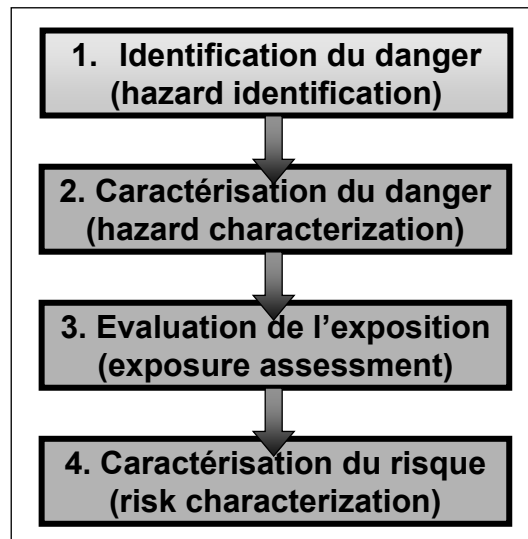 1. Identification du danger
(hazard identification)
2. Caractérisation du danger
(hazard characterization)
3. Evaluation de l’exposition
(exposure assessment)
4. Caractérisation du risque
(risk characterization)